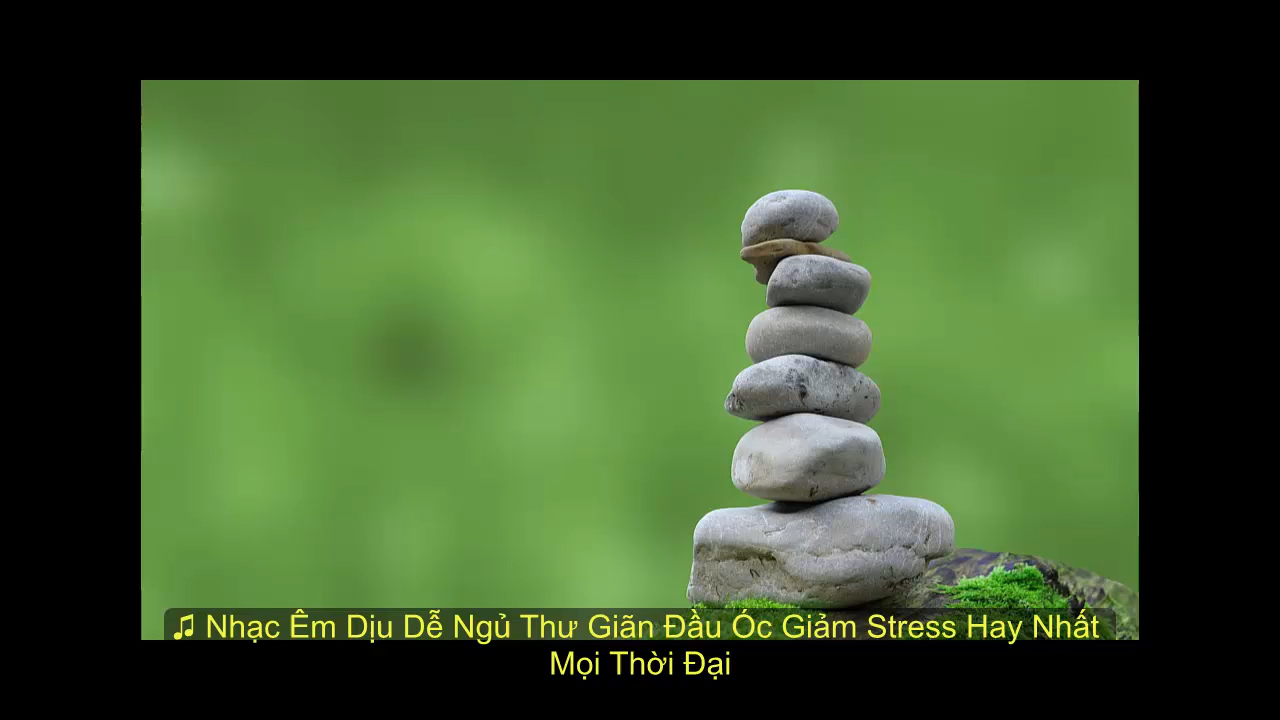 ♫ Nhạc Êm Dịu Dễ Ngủ Thư Giãn Đầu Óc Giảm Stress Hay Nhất
Mọi Thời Đại